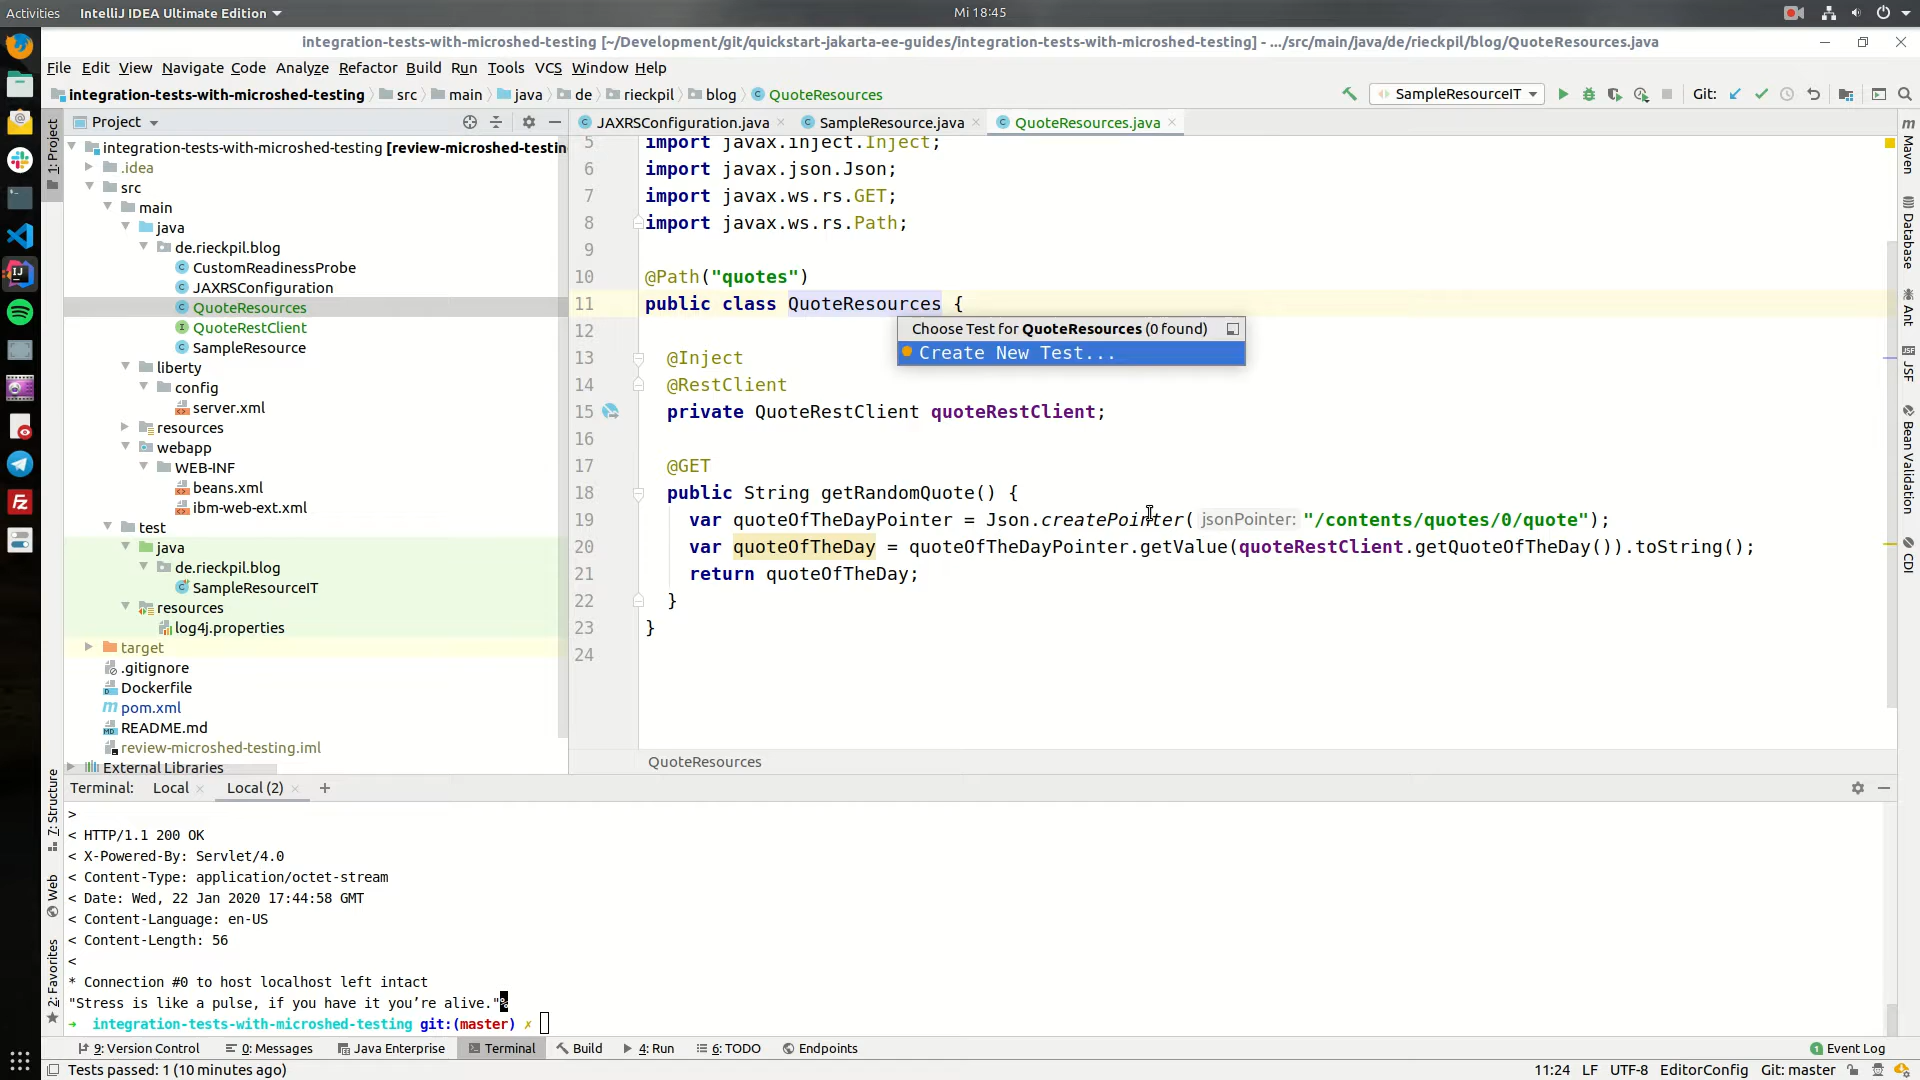 Activities IntelliJ IDEA Ultimate Edition Mi 18:45
integration-tests-with-microshed-testing [~/Development/git/quickstart-jakarta-ee-guides/integration-tests-with-microshed-testing] - .../src/main/java/de/rieckpil/blog/QuoteResources.java
File Edit View Navigate Code Analyze Refactor Build Run Tools VCS Window Help
integration-tests-with-microshed-testing src main java de rieckpil blog QuoteResources SampleResourceIT Git:
Project
JAXRSConfiguration.java SampleResource.java QuoteResources.java
1: Project
integration-tests-with-microshed-testing [review-microshed-testin
.idea
src
main
java
de.rieckpil.blog
CustomReadinessProbe
JAXRSConfiguration
QuoteResources
QuoteRestClient
SampleResource
liberty
config
server.xml
resources
webapp
WEB-INF
beans.xml
ibm-web-ext.xml
test
java
de.rieckpil.blog
SampleResourceIT
resources
log4j.properties
target
.gitignore
Dockerfile
pom.xml
README.md
review-microshed-testing.iml
External Libraries
5 import javax.inject.Inject;
6 import javax.json.Json;
7 import javax.ws.rs.GET;
8 import javax.ws.rs.Path;
9
10 @Path("quotes")
11 public class QuoteResources {
12
Choose Test for QuoteResources (0 found)
Create New Test...
13 @Inject
14 @RestClient
15 private QuoteRestClient quoteRestClient;
16
17 @GET
18 public String getRandomQuote() {
19 var quoteOfTheDayPointer = Json.createPointer( jsonPointer: "/contents/quotes/0/quote");
20 var quoteOfTheDay = quoteOfTheDayPointer.getValue(quoteRestClient.getQuoteOfTheDay()).toString();
21 return quoteOfTheDay;
22 }
23 }
24
QuoteResources
Maven
Database
Ant
JSF
Bean Validation
CDI
7: Structure
Web
2: Favorites
Terminal: Local Local (2) +
>
< HTTP/1.1 200 OK
< X-Powered-By: Servlet/4.0
< Content-Type: application/octet-stream
< Date: Wed, 22 Jan 2020 17:44:58 GMT
< Content-Language: en-US
< Content-Length: 56
<
* Connection #0 to host localhost left intact
"Stress is like a pulse, if you have it you’re alive."%
→ integration-tests-with-microshed-testing git:(master) ✗
9: Version Control 0: Messages Java Enterprise Terminal Build 4: Run 6: TODO Endpoints 1 Event Log
Tests passed: 1 (10 minutes ago) 11:24 LF UTF-8 EditorConfig Git: master